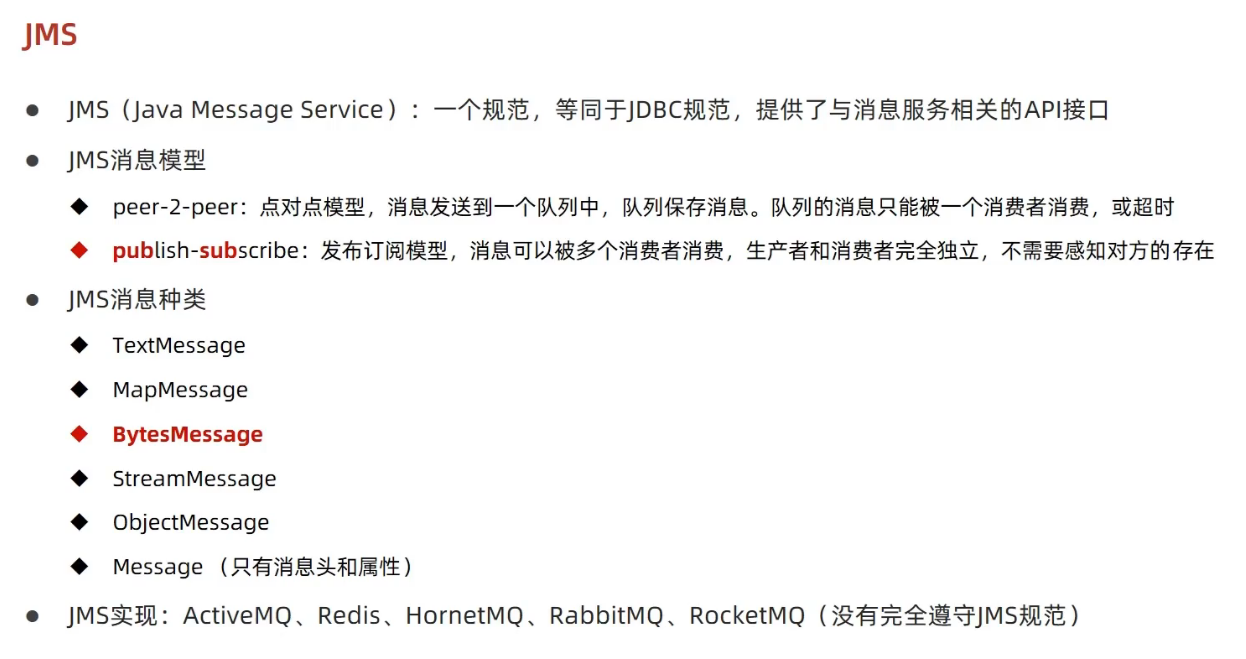 JMS
JMS（Java Message Service）：一个规范，等同于JDBC规范，提供了与消息服务相关的API接口
JMS消息模型
peer-2-peer：点对点模型，消息发送到一个队列中，队列保存消息。队列的消息只能被一个消费者消费，或超时
publish-subscribe：发布订阅模型，消息可以被多个消费者消费，生产者和消费者完全独立，不需要感知对方的存在
JMS消息种类
TextMessage
MapMessage
BytesMessage
StreamMessage
ObjectMessage
Message （只有消息头和属性）
JMS实现：ActiveMQ、Redis、HornetMQ、RabbitMQ、RocketMQ（没有完全遵守JMS规范）